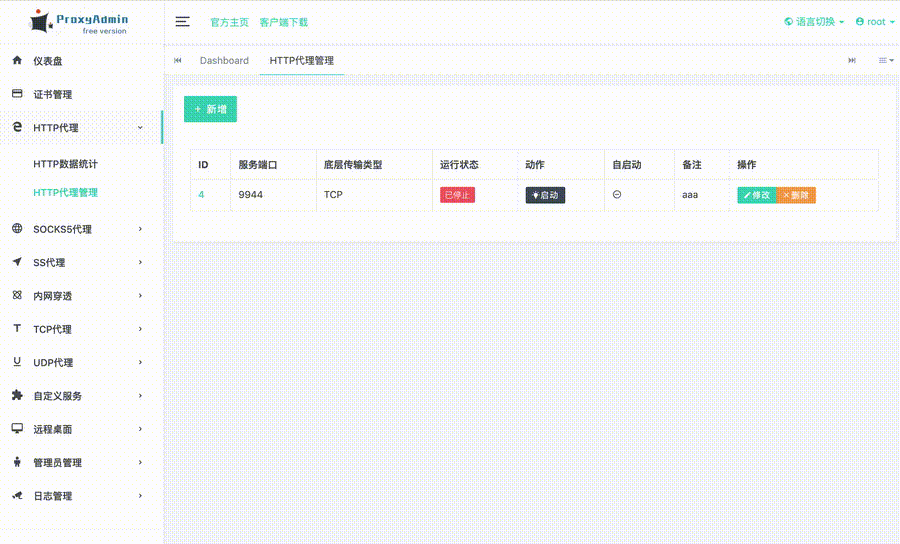 ProxyAdmin
free version
官方主页 客户端下载
语言切换 root
仪表盘
证书管理
HTTP代理
HTTP数据统计
HTTP代理管理
SOCKS5代理
SS代理
内网穿透
TCP代理
UDP代理
自定义服务
远程桌面
管理员管理
日志管理
Dashboard HTTP代理管理
+ 新增
ID 服务端口 底层传输类型 运行状态 动作 自启动 备注 操作
4 9944 TCP 已停止 启动 aaa 修改 删除